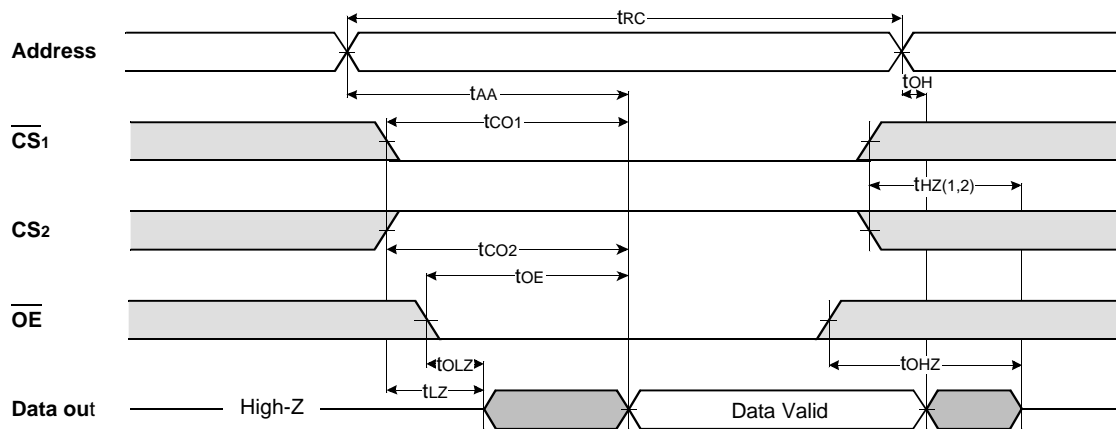 tRC
Address
tAA
tOH
tCO1
CS1
tHZ(1,2)
CS2
tCO2
tOE
OE
tOLZ
tOHZ
tLZ
Data out
High-Z
Data Valid